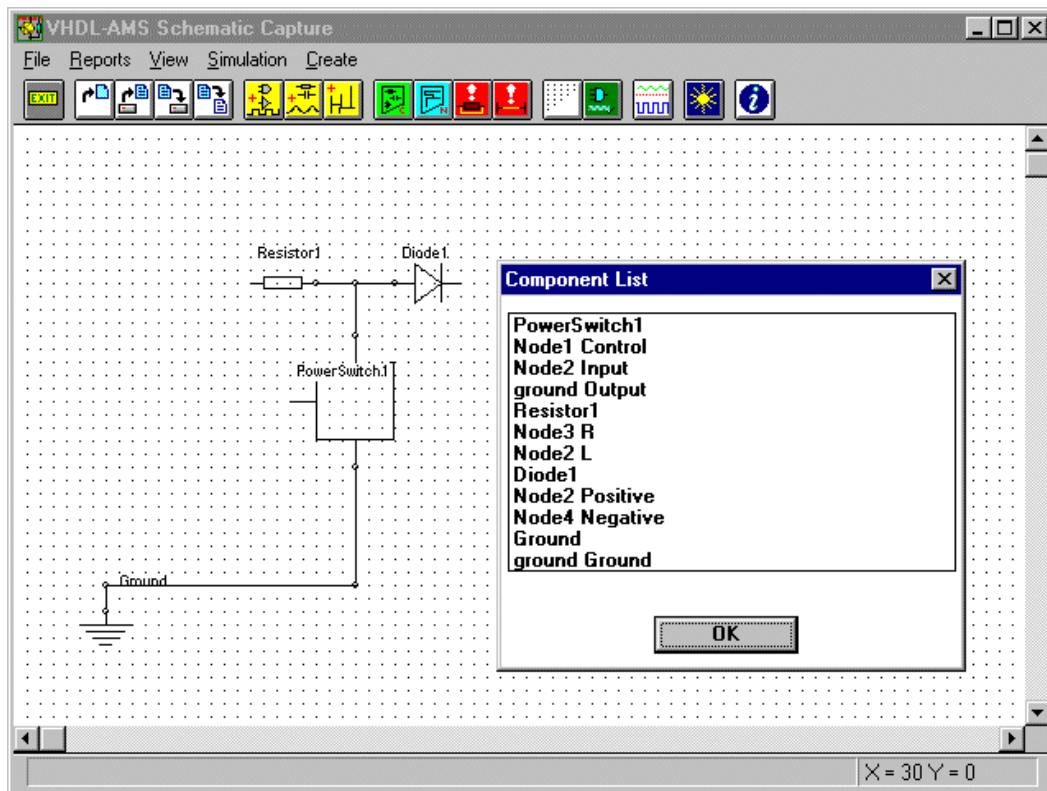 VHDL-AMS Schematic Capture
File Reports View Simulation Create
EXIT
Resistor1
Diode1
PowerSwitch1
Ground
Component List
PowerSwitch1
Node1 Control
Node2 Input
ground Output
Resistor1
Node3 R
Node2 L
Diode1
Node2 Positive
Node4 Negative
Ground
ground Ground
OK
X = 30 Y = 0